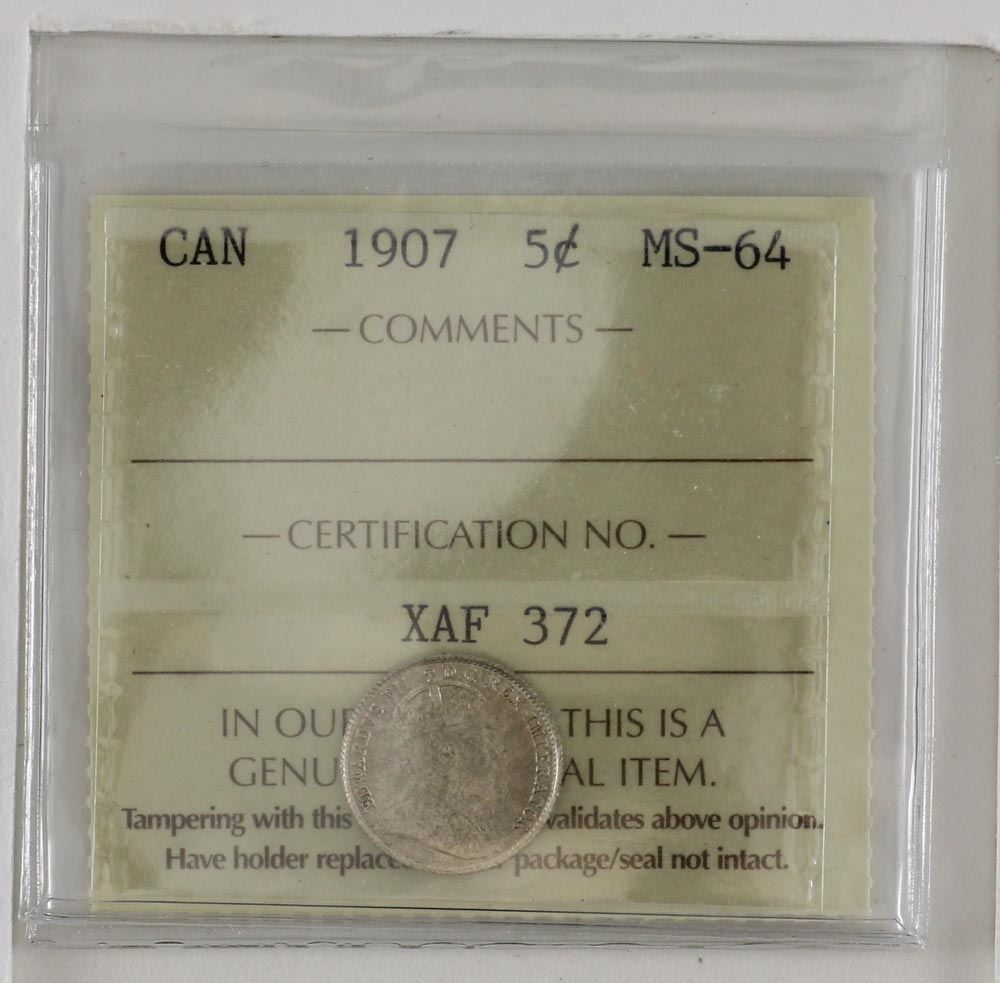 CAN 1907 5¢ MS-64
— COMMENTS —
— CERTIFICATION NO. —
XAF 372
IN OU THIS IS A
GENU AL ITEM.
Tampering with this validates above opinion.
Have holder replac package/seal not intact.